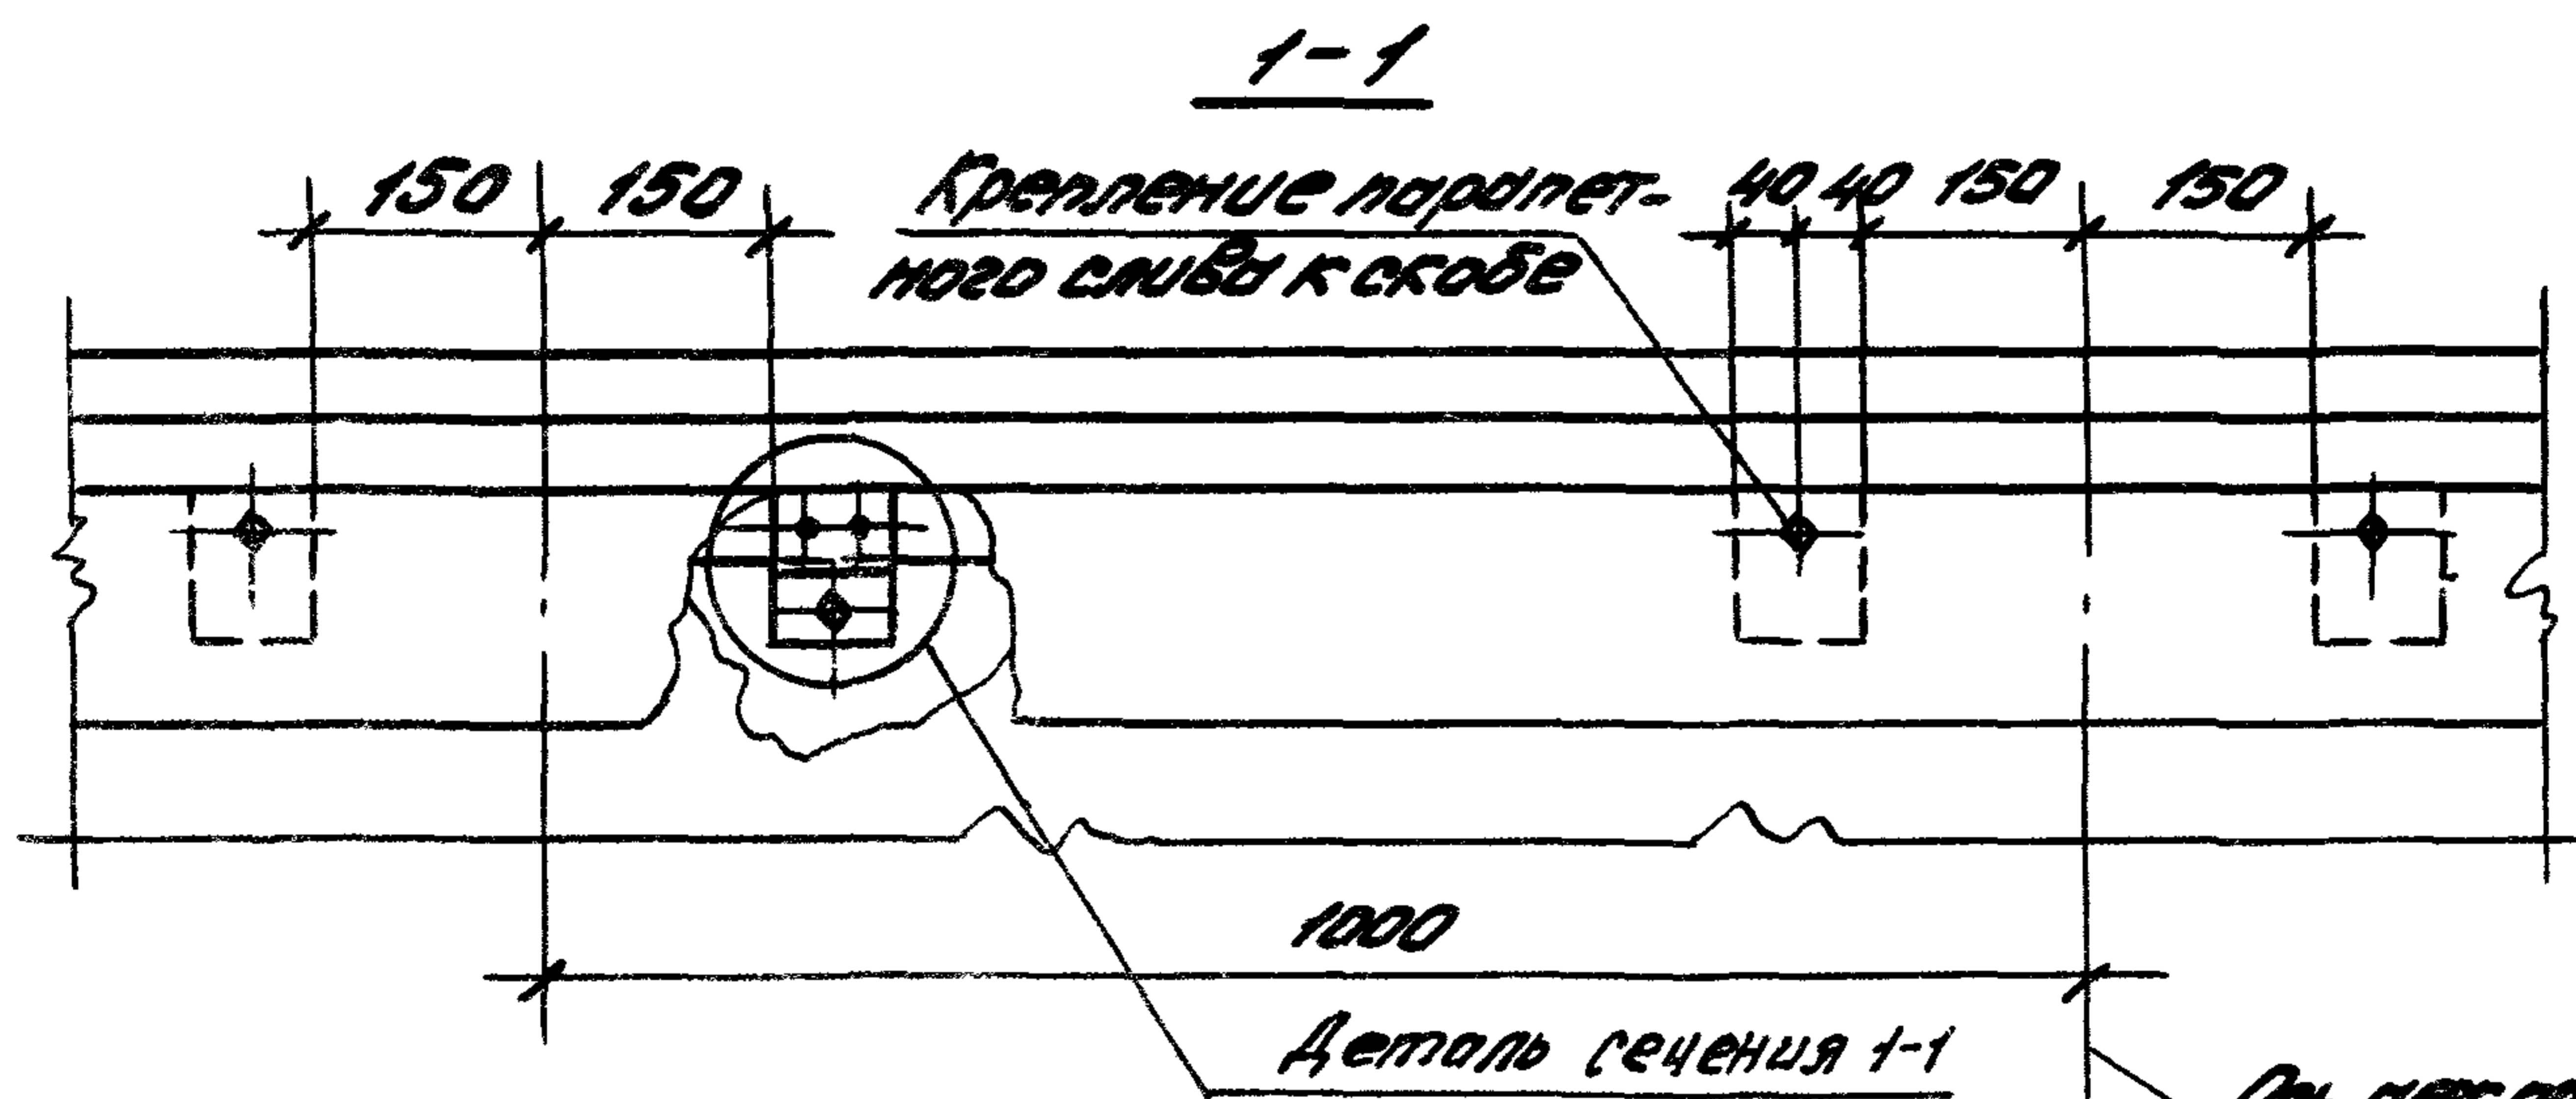 1-1
150 150 40 40 150 150
Крепление парапет-
ного слива к скобе
1000
Деталь сечения 1-1